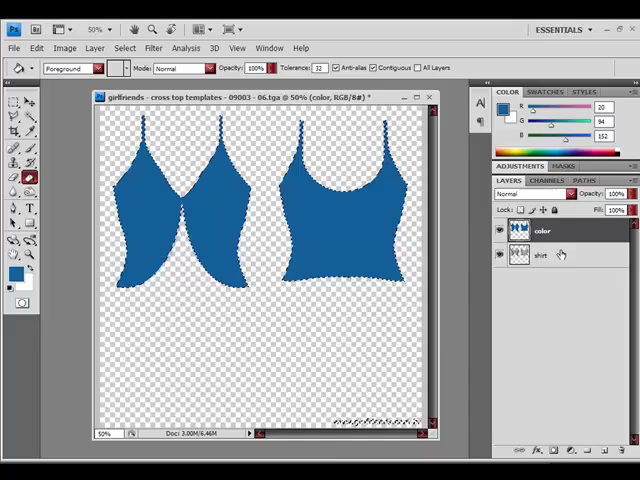 Ps Br 50% ESSENTIALS
File Edit Image Layer Select Filter Analysis 3D View Window Help
Foreground Mode: Normal Opacity: 100% Tolerance: 32 Anti-alias Contiguous All Layers
girlfriends - cross top templates - 09003 - 06.tga @ 50% (color, RGB/8#) *
COLOR SWATCHES STYLES
R 20
G 94
B 152
ADJUSTMENTS MASKS
LAYERS CHANNELS PATHS
Normal Opacity: 100%
Lock: Fill: 100%
color
shirt
50% Doc: 3.00M/6.46M